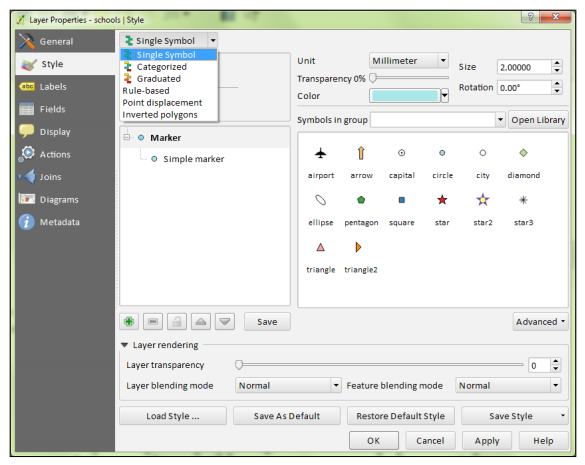 Layer Properties - schools | Style
General
Style
abc Labels
Fields
Display
Actions
Joins
Diagrams
i Metadata
Single Symbol
Single Symbol
Categorized
Graduated
Rule-based
Point displacement
Inverted polygons
Unit Millimeter Size 2.00000
Transparency 0% Rotation 0.00°
Color
Symbols in group Open Library
Marker
Simple marker
airport arrow capital circle city diamond
ellipse pentagon square star star2 star3
triangle triangle2
Save Advanced
Layer rendering
Layer transparency 0
Layer blending mode Normal Feature blending mode Normal
Load Style ... Save As Default Restore Default Style Save Style
OK Cancel Apply Help